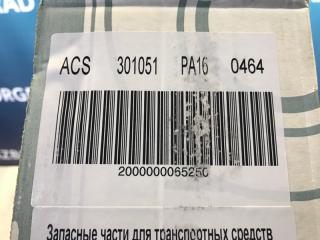 ACS 301051 PA16 0464
2000000065250
Запасные части для транспортных средств